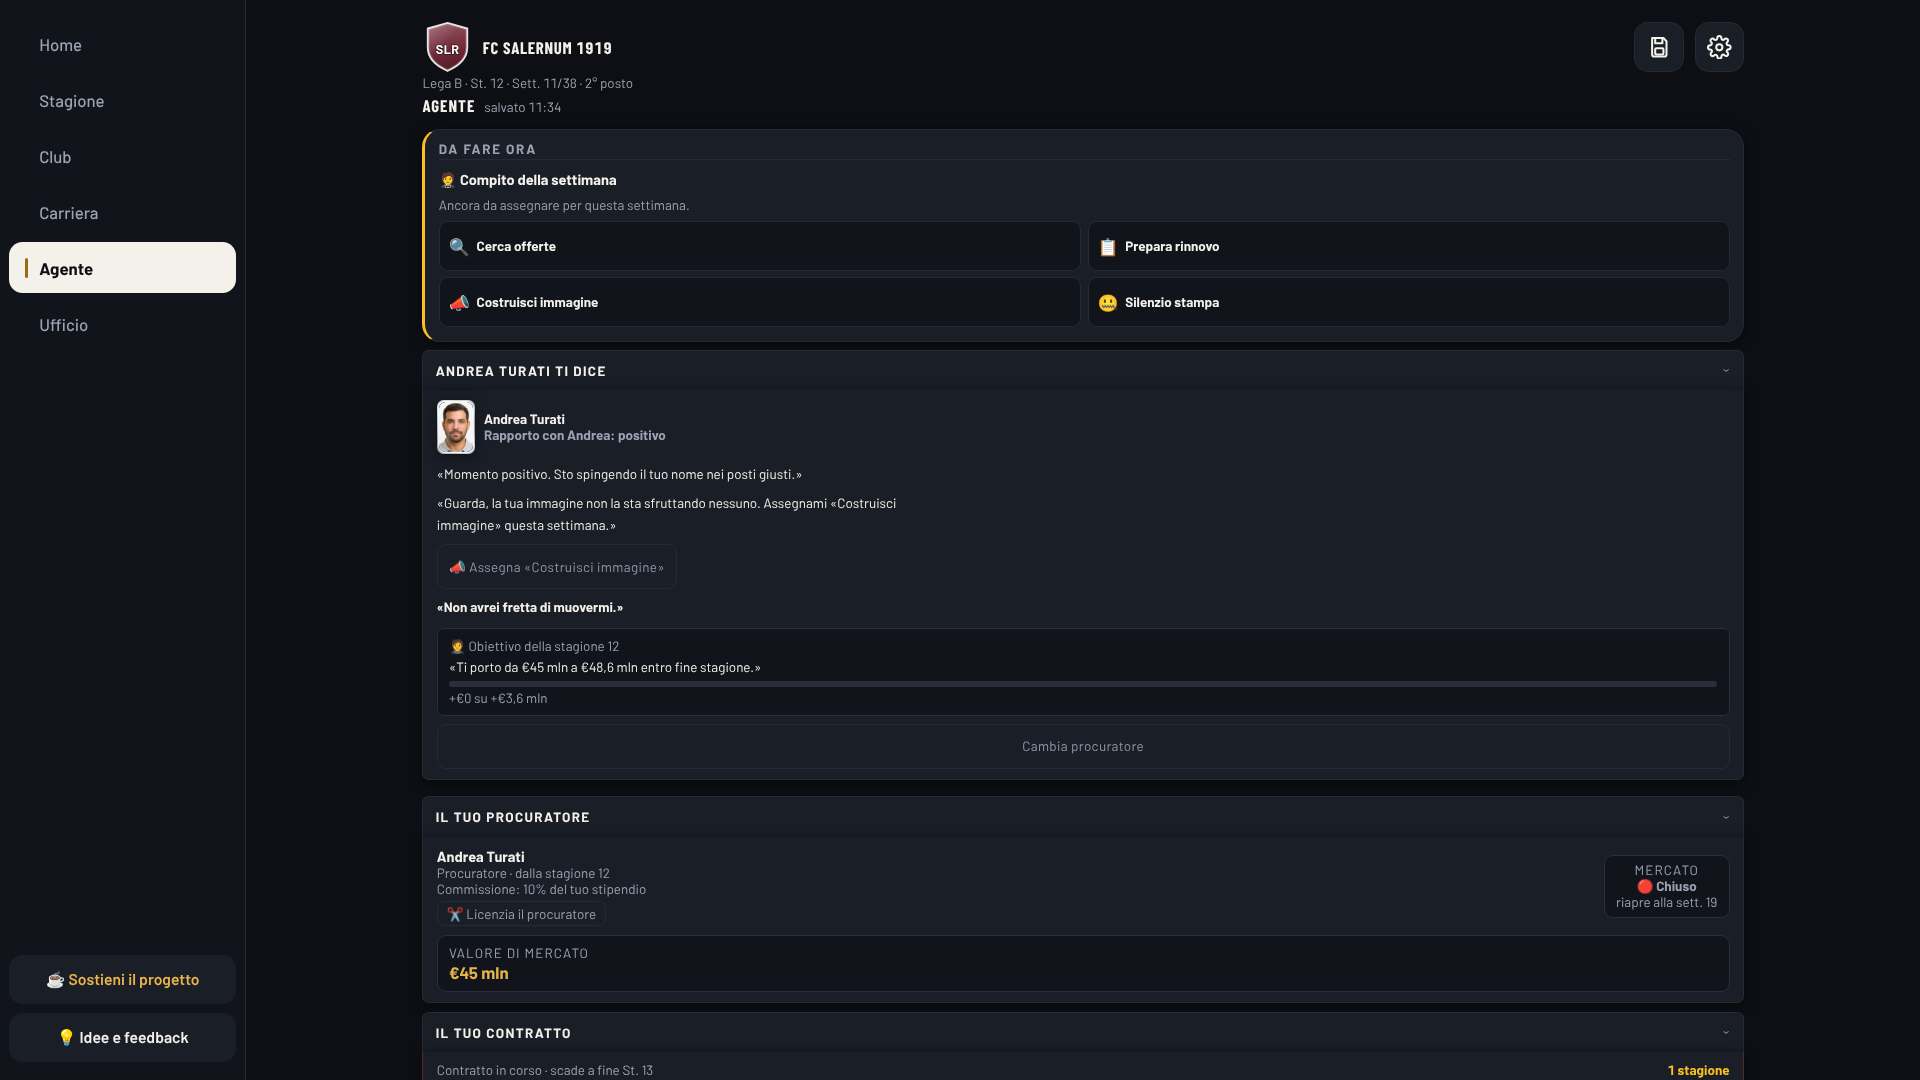 Home
Stagione
Club
Carriera
Agente
Ufficio
☕ Sostieni il progetto
💡 Idee e feedback
SLR
FC SALERNUM 1919
Lega B · St. 12 · Sett. 11/38 · 2° posto
AGENTE salvato 11:34
DA FARE ORA
🤵 Compito della settimana
Ancora da assegnare per questa settimana.
🔍 Cerca offerte
📋 Prepara rinnovo
📣 Costruisci immagine
🤐 Silenzio stampa
ANDREA TURATI TI DICE
Andrea Turati
Rapporto con Andrea: positivo
«Momento positivo. Sto spingendo il tuo nome nei posti giusti.»
«Guarda, la tua immagine non la sta sfruttando nessuno. Assegnami «Costruisci
immagine» questa settimana.»
📣 Assegna «Costruisci immagine»
«Non avrei fretta di muovermi.»
🤵 Obiettivo della stagione 12
«Ti porto da €45 mln a €48,6 mln entro fine stagione.»
+€0 su +€3,6 mln
Cambia procuratore
IL TUO PROCURATORE
Andrea Turati
Procuratore · dalla stagione 12
Commissione: 10% del tuo stipendio
✂️ Licenzia il procuratore
MERCATO
🔴 Chiuso
riapre alla sett. 19
VALORE DI MERCATO
€45 mln
IL TUO CONTRATTO
Contratto in corso · scade a fine St. 13
1 stagione